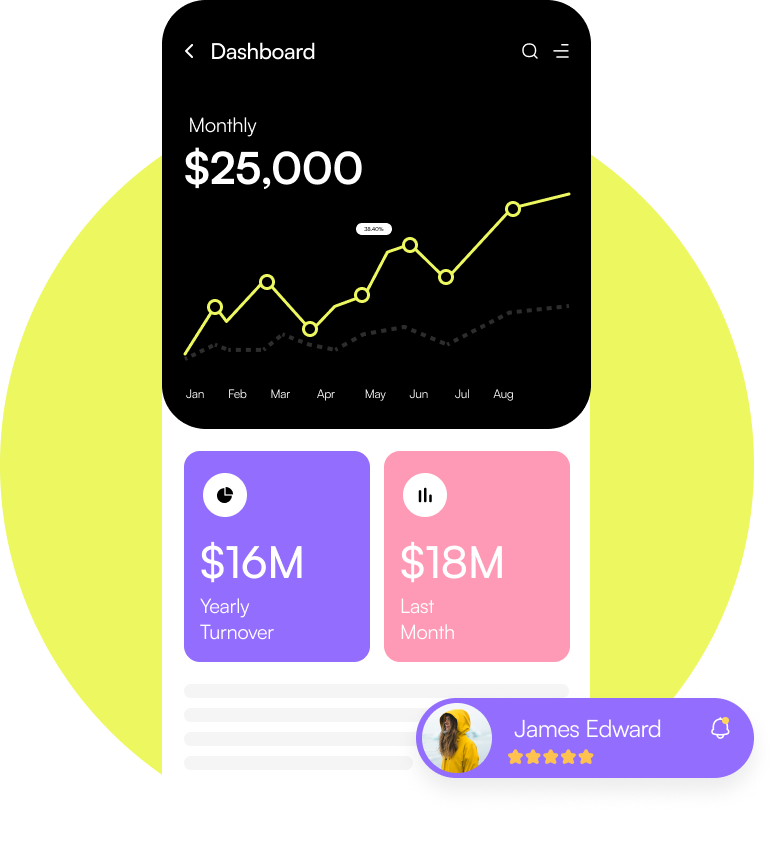 Dashboard
Monthly
$25,000
38.40%
Jan Feb Mar Apr May Jun Jul Aug
$16M
Yearly
Turnover
$18M
Last
Month
James Edward